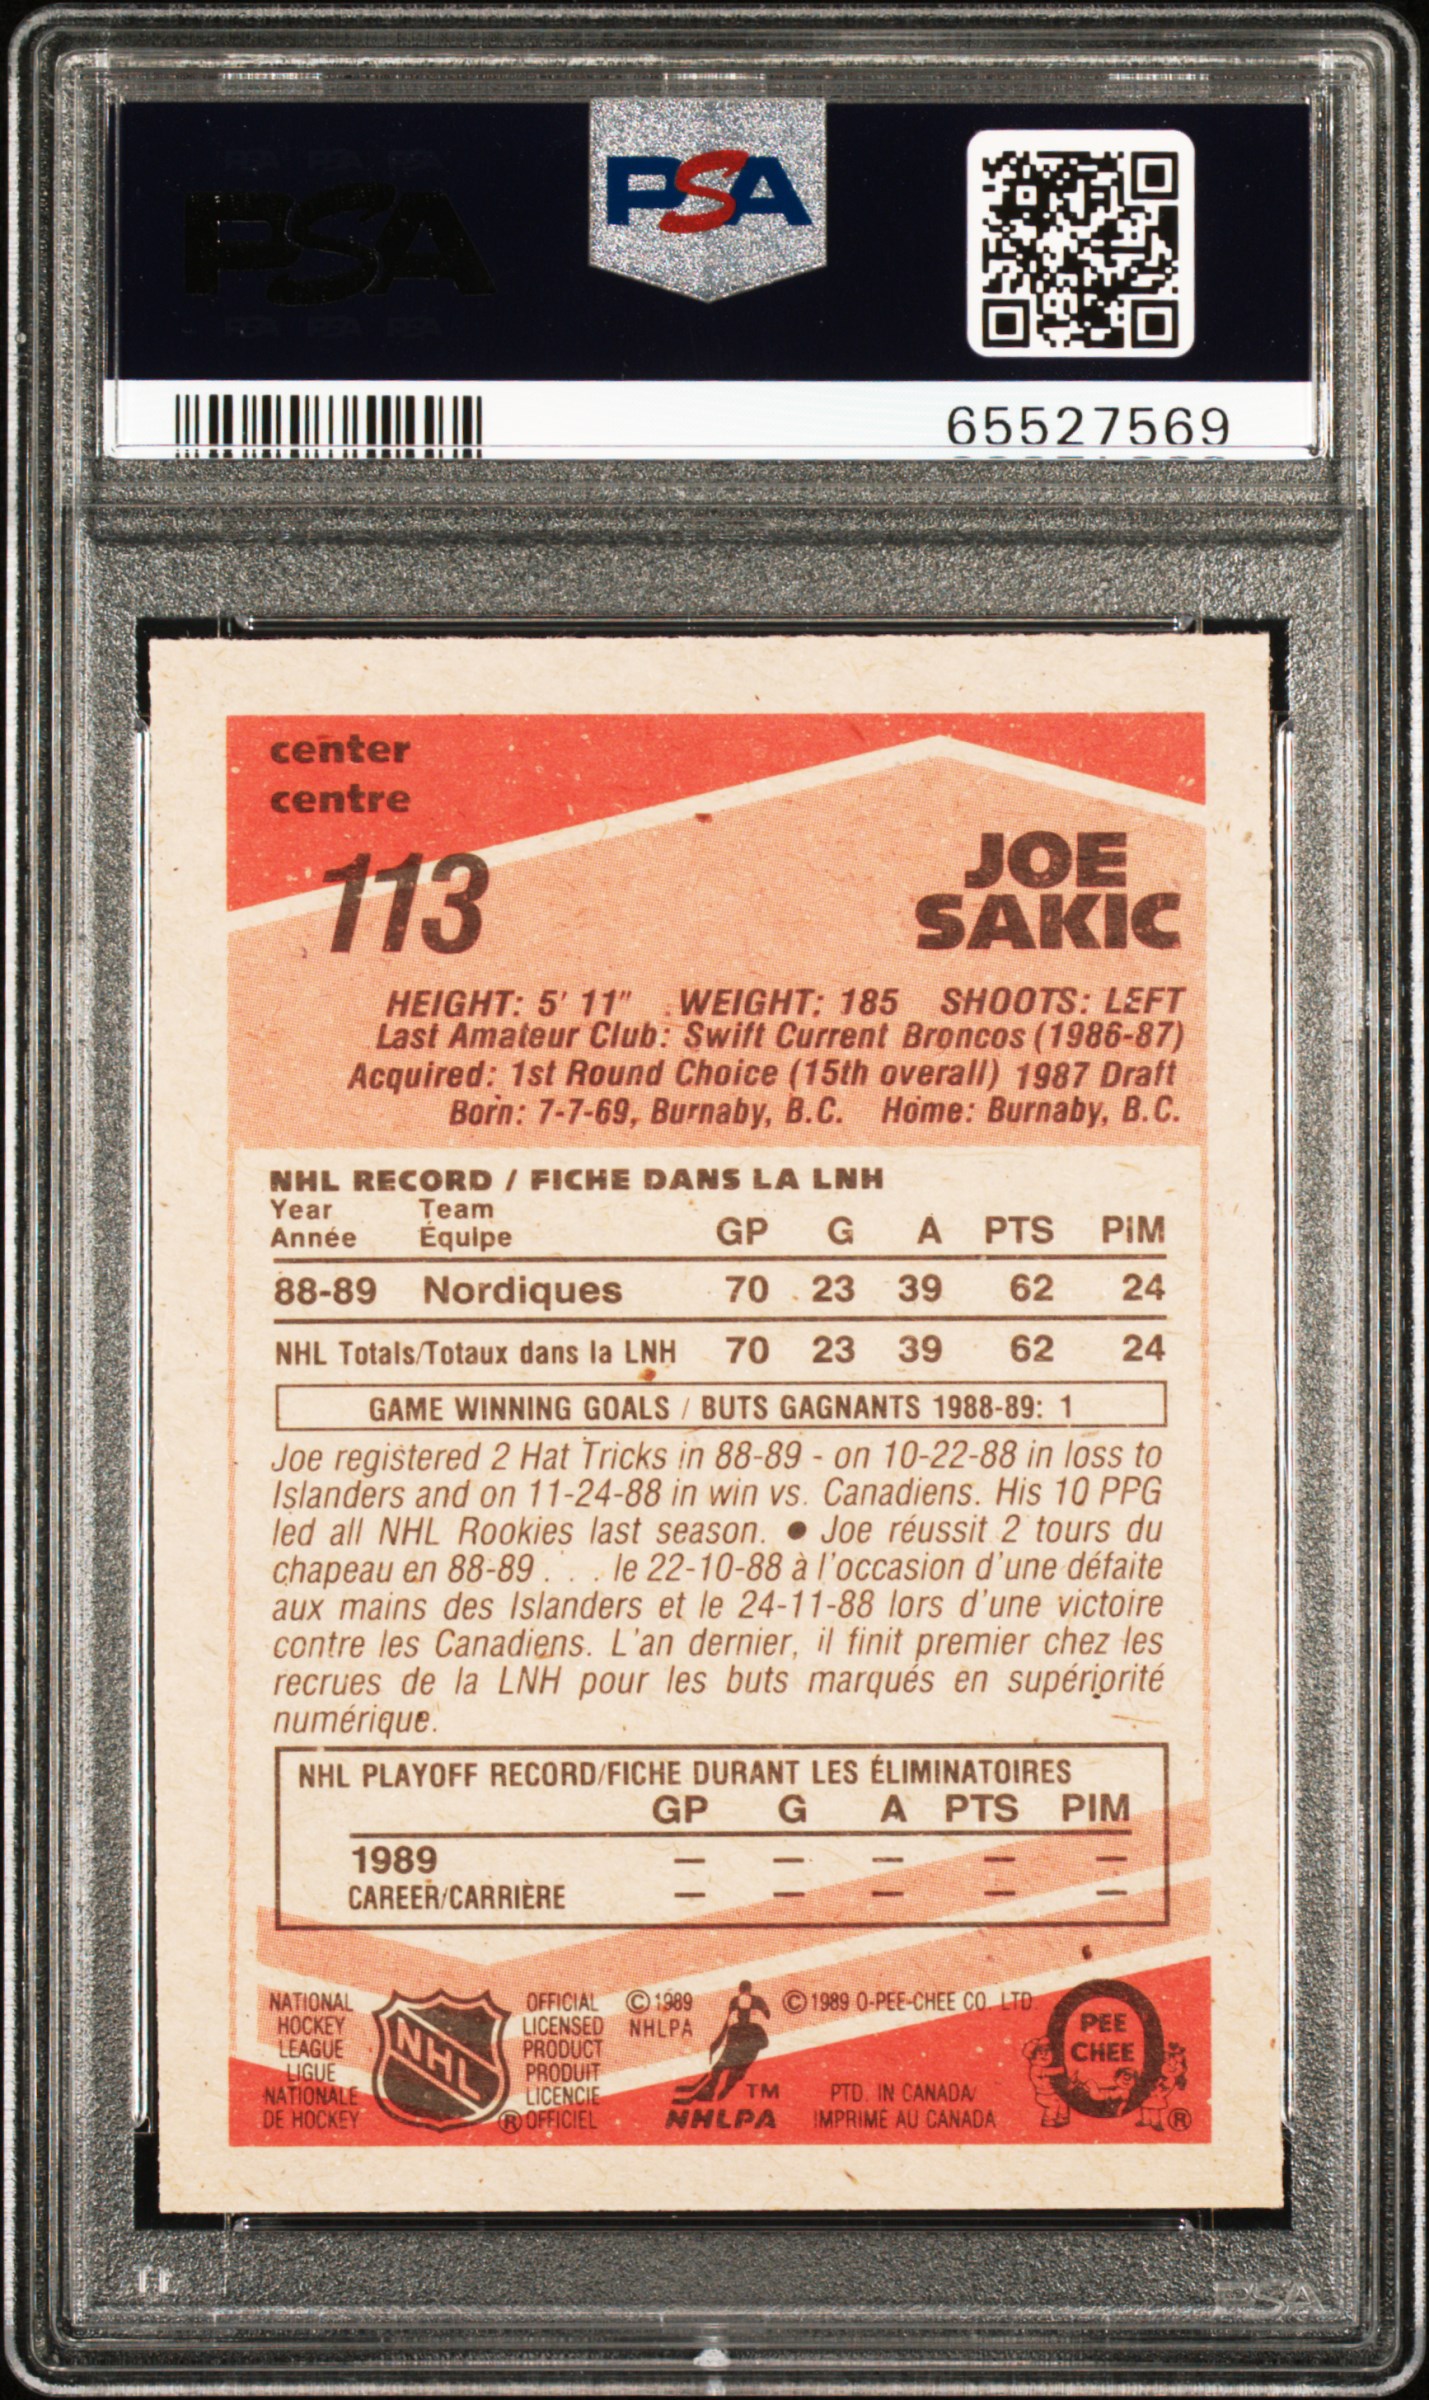 PSA
PSA
65527569
center
centre
113
JOE
SAKIC
HEIGHT: 5' 11" WEIGHT: 185 SHOOTS: LEFT
Last Amateur Club: Swift Current Broncos (1986-87)
Acquired: 1st Round Choice (15th overall) 1987 Draft
Born: 7-7-69, Burnaby, B.C. Home: Burnaby, B.C.
NHL RECORD / FICHE DANS LA LNH
Year Team
Année Équipe GP G A PTS PIM
88-89 Nordiques 70 23 39 62 24
NHL Totals/Totaux dans la LNH 70 23 39 62 24
GAME WINNING GOALS / BUTS GAGNANTS 1988-89: 1
Joe registered 2 Hat Tricks in 88-89 - on 10-22-88 in loss to
Islanders and on 11-24-88 in win vs. Canadiens. His 10 PPG
led all NHL Rookies last season. ● Joe réussit 2 tours du
chapeau en 88-89 . . . le 22-10-88 à l'occasion d'une défaite
aux mains des Islanders et le 24-11-88 lors d'une victoire
contre les Canadiens. L'an dernier, il finit premier chez les
recrues de la LNH pour les buts marqués en supériorité
numérique.
NHL PLAYOFF RECORD/FICHE DURANT LES ÉLIMINATOIRES
GP G A PTS PIM
1989 — — — — —
CAREER/CARRIÈRE — — — — —
NATIONAL
HOCKEY
LEAGUE
LIGUE
NATIONALE
DE HOCKEY
NHL
OFFICIAL
LICENSED
PRODUCT
PRODUIT
LICENCIE
® OFFICIEL
© 1989
NHLPA
TM
NHLPA
© 1989 O-PEE-CHEE CO. LTD.
PTD. IN CANADA/
IMPRIME AU CANADA
PEE
CHEE
®
PSA